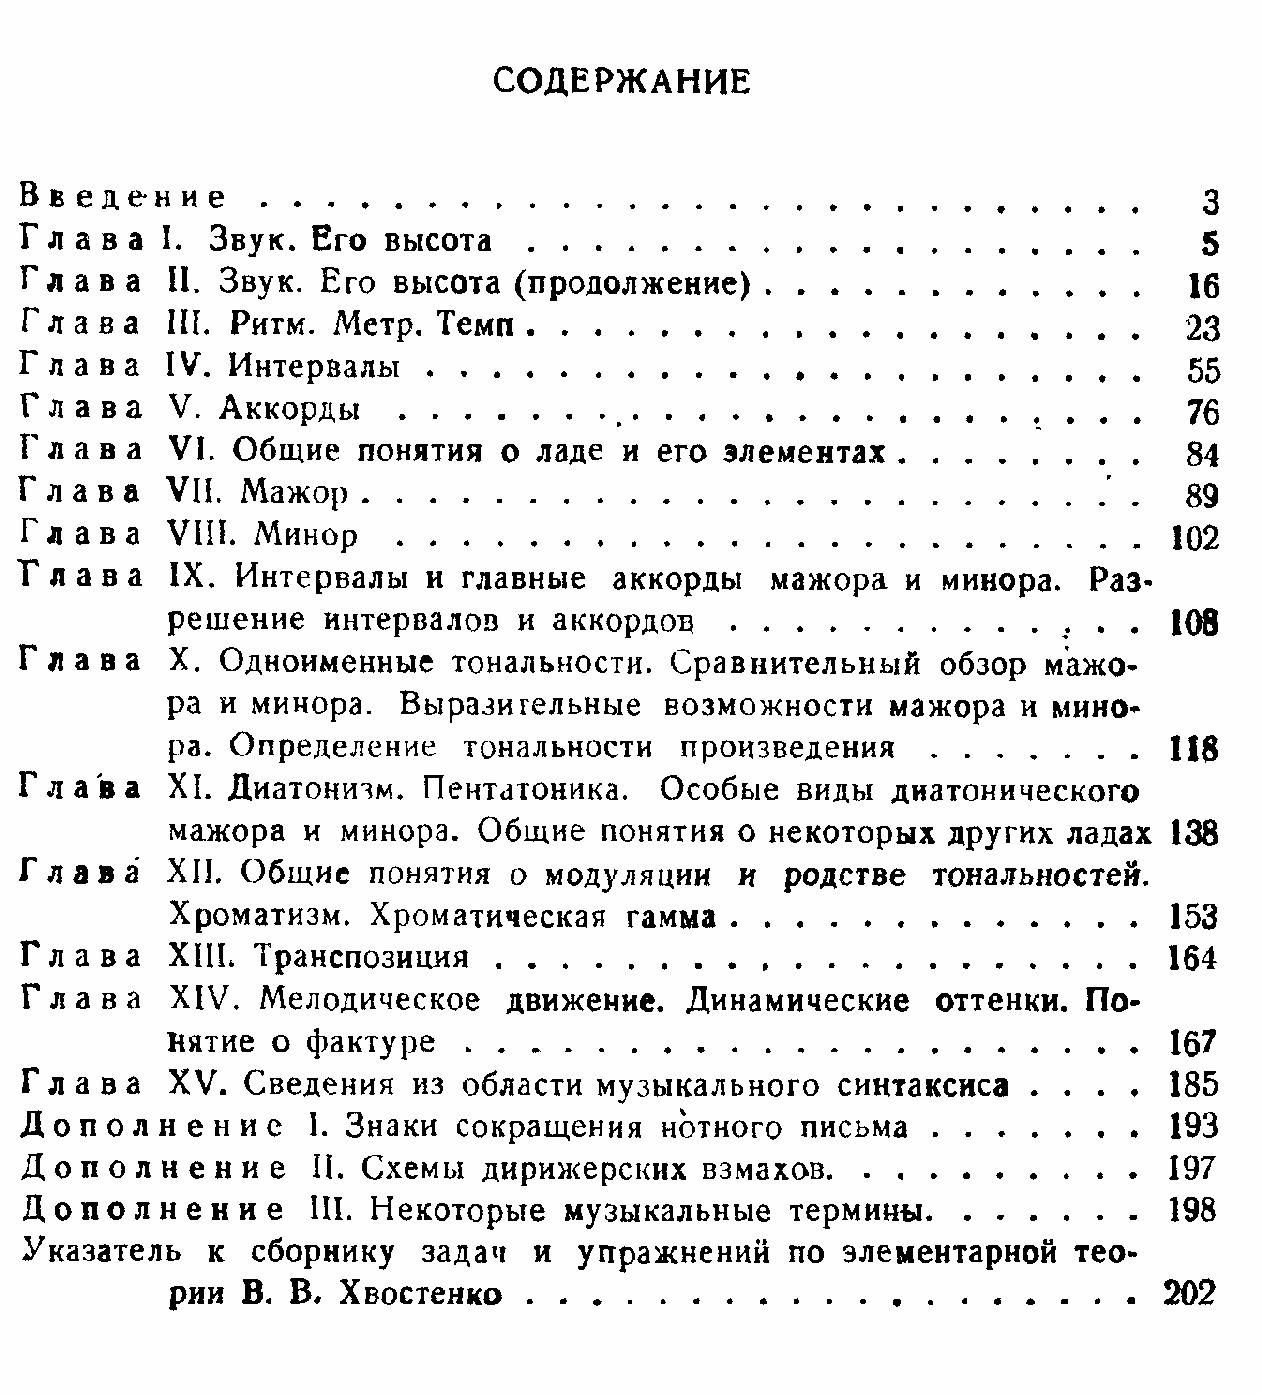 СОДЕРЖАНИЕ
Введение . . . . . . . . . . . . . . . . . . . . . . . . . . . 3
Глава I. Звук. Его высота . . . . . . . . . . . . . . . . . . . 5
Глава II. Звук. Его высота (продолжение) . . . . . . . . . . . . 16
Глава III. Ритм. Метр. Темп . . . . . . . . . . . . . . . . . . . 23
Глава IV. Интервалы . . . . . . . . . . . . . . . . . . . . . . 55
Глава V. Аккорды . . . . . . . . . . . . . . . . . . . . . . . 76
Глава VI. Общие понятия о ладе и его элементах . . . . . . . . 84
Глава VII. Мажор . . . . . . . . . . . . . . . . . . . . . . . . 89
Глава VIII. Минор . . . . . . . . . . . . . . . . . . . . . . . 102
Глава IX. Интервалы и главные аккорды мажора и минора. Раз-
решение интервалов и аккордов . . . . . . . . . . . . . 108
Глава X. Одноименные тональности. Сравнительный обзор мажо-
ра и минора. Выразительные возможности мажора и мино-
ра. Определение тональности произведения . . . . . . . 118
Глава XI. Диатонизм. Пентатоника. Особые виды диатонического
мажора и минора. Общие понятия о некоторых других ладах 138
Глава XII. Общие понятия о модуляции и родстве тональностей.
Хроматизм. Хроматическая гамма . . . . . . . . . . . . . 153
Глава XIII. Транспозиция . . . . . . . . . . . . . . . . . . . . 164
Глава XIV. Мелодическое движение. Динамические оттенки. По-
нятие о фактуре . . . . . . . . . . . . . . . . . . . . . 167
Глава XV. Сведения из области музыкального синтаксиса . . . . 185
Дополнение I. Знаки сокращения нотного письма . . . . . . . 193
Дополнение II. Схемы дирижерских взмахов. . . . . . . . . . 197
Дополнение III. Некоторые музыкальные термины. . . . . . . 198
Указатель к сборнику задач и упражнений по элементарной тео-
рии В. В. Хвостенко . . . . . . . . . . . . . . . . . . . 202